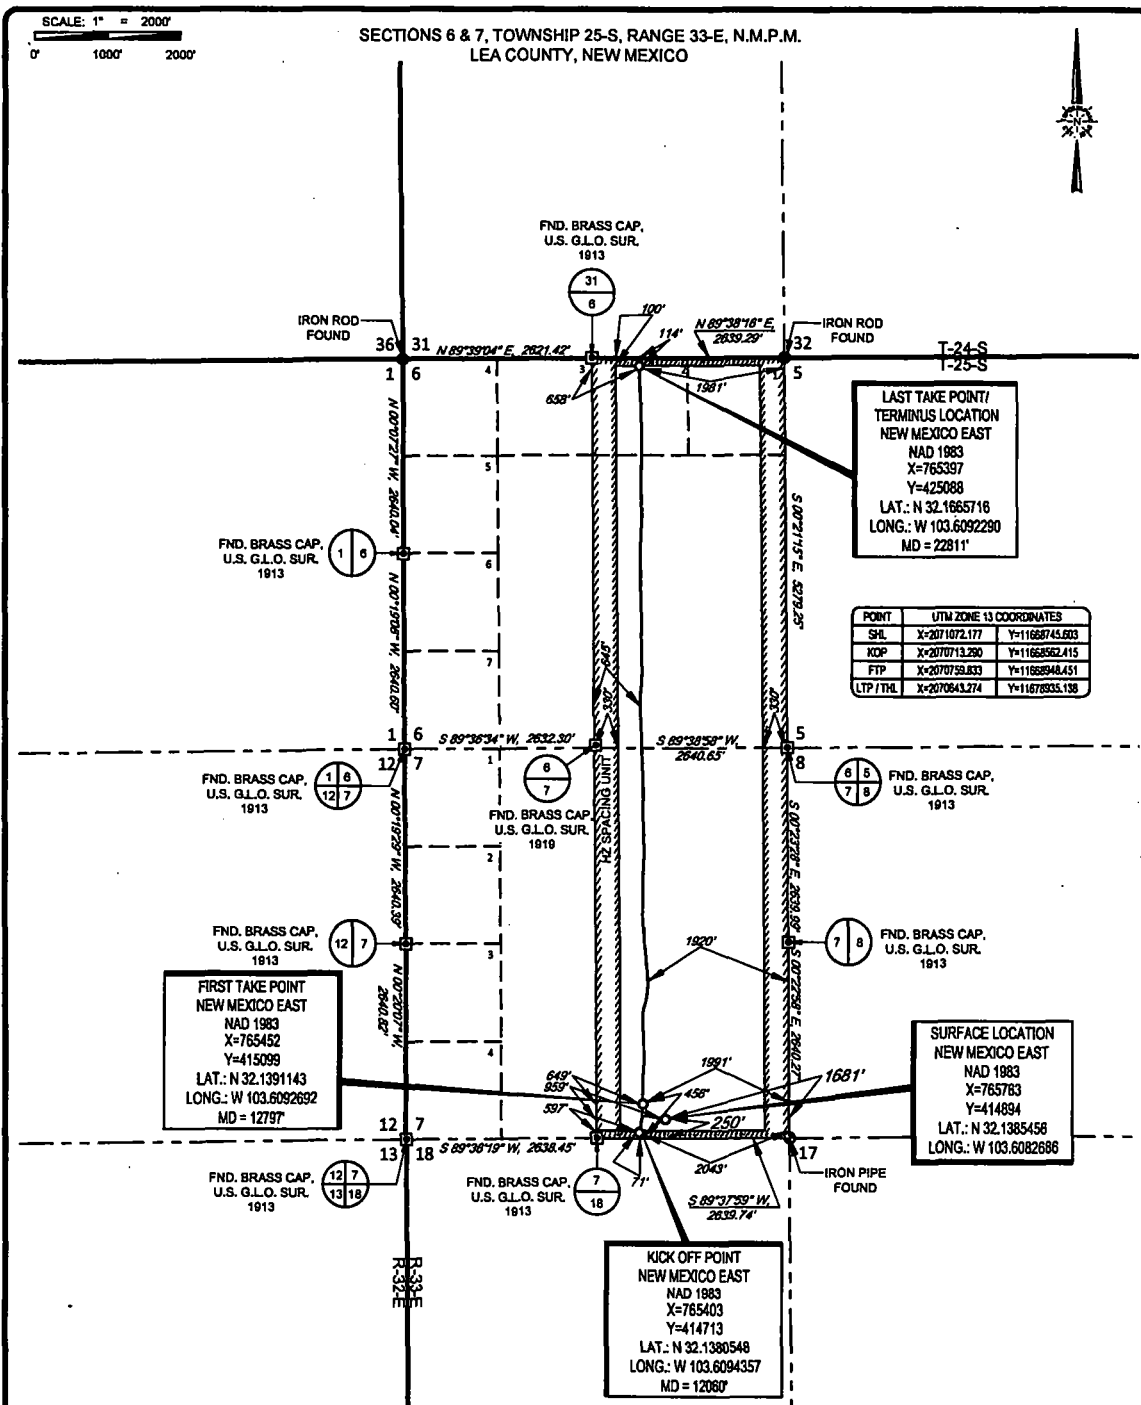 SCALE: 1" = 2000'
0' 1000' 2000'
SECTIONS 6 & 7, TOWNSHIP 25-S, RANGE 33-E, N.M.P.M.
LEA COUNTY, NEW MEXICO
N
FND. BRASS CAP,
U.S. G.L.O. SUR.
1913
31
6
100'
114'
N 89°38'16" E,
2639.29'
IRON ROD
FOUND
36 31
1 6
N 89°39'04" E, 2621.42'
IRON ROD
FOUND
32
5
T-24-S
T-25-S
4
3
1
658'
1981'
LAST TAKE POINT/
TERMINUS LOCATION
NEW MEXICO EAST
NAD 1983
X=765397
Y=425088
LAT.: N 32.1665716
LONG.: W 103.6092290
MD = 22811'
N 00°07'27" W, 2640.04'
5
S 00°21'15" E, 5279.25'
FND. BRASS CAP,
U.S. G.L.O. SUR.
1913
1 6
6
N 00°19'06" W, 2640.60'
7
POINT UTM ZONE 13 COORDINATES
SHL X=2071072.177 Y=11668745.603
KOP X=2070713.290 Y=11668562.415
FTP X=2070759.833 Y=11668948.451
LTP / THL X=2070643.274 Y=11678935.138
645'
330'
330'
1 6
12 7
S 89°36'34" W, 2632.30'
S 89°38'58" W,
2640.65'
5
8
FND. BRASS CAP,
U.S. G.L.O. SUR.
1913
1 6
12 7
1
6
7
FND. BRASS CAP,
U.S. G.L.O. SUR.
1919
HZ SPACING UNIT
6 5
7 8
FND. BRASS CAP,
U.S. G.L.O. SUR.
1913
N 00°19'29" W, 2640.39'
2
S 00°23'28" E, 2639.99'
FND. BRASS CAP,
U.S. G.L.O. SUR.
1913
12 7
3
1920'
7 8
FND. BRASS CAP,
U.S. G.L.O. SUR.
1913
N 00°20'07" W,
2640.82'
4
S 00°22'58" E, 2640.27'
FIRST TAKE POINT
NEW MEXICO EAST
NAD 1983
X=765452
Y=415099
LAT.: N 32.1391143
LONG.: W 103.6092692
MD = 12797'
SURFACE LOCATION
NEW MEXICO EAST
NAD 1983
X=765783
Y=414894
LAT.: N 32.1385456
LONG.: W 103.6082686
649'
959'
597'
1991'
456'
1681'
250'
12 7
13 18
S 89°38'19" W, 2638.45'
71'
2043'
17
IRON PIPE
FOUND
FND. BRASS CAP,
U.S. G.L.O. SUR.
1913
12 7
13 18
FND. BRASS CAP,
U.S. G.L.O. SUR.
1913
7
18
S 89°37'59" W,
2639.74'
KICK OFF POINT
NEW MEXICO EAST
NAD 1983
X=765403
Y=414713
LAT.: N 32.1380548
LONG.: W 103.6094357
MD = 12060'
R-33-E
R-32-E